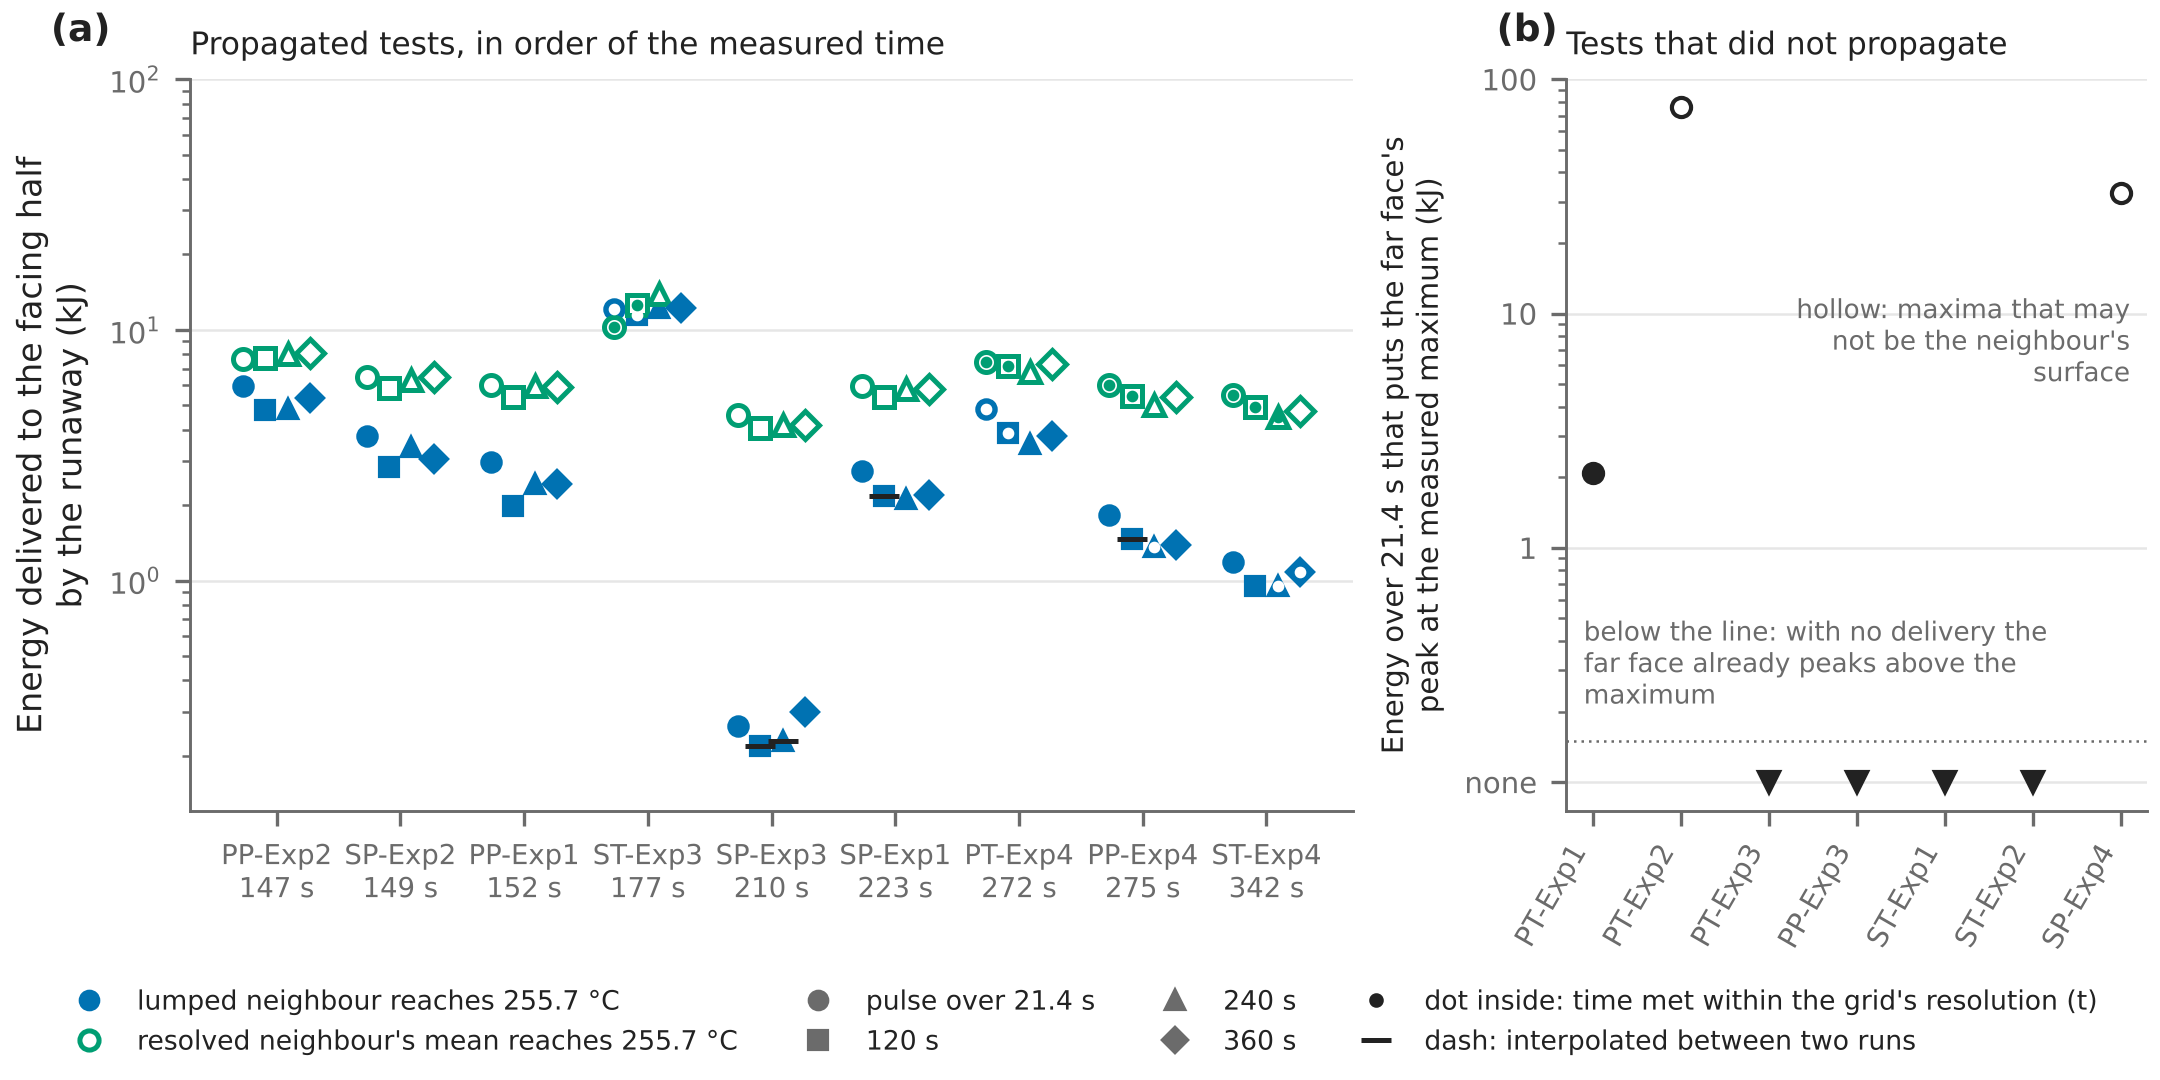 (a)
Propagated tests, in order of the measured time
Energy delivered to the facing half
by the runaway (kJ)
10²
10¹
10⁰
PP-Exp2
147 s
SP-Exp2
149 s
PP-Exp1
152 s
ST-Exp3
177 s
SP-Exp3
210 s
SP-Exp1
223 s
PT-Exp4
272 s
PP-Exp4
275 s
ST-Exp4
342 s
(b)
Tests that did not propagate
Energy over 21.4 s that puts the far face's
peak at the measured maximum (kJ)
100
10
1
none
hollow: maxima that may
not be the neighbour's
surface
below the line: with no delivery the
far face already peaks above the
maximum
PT-Exp1
PT-Exp2
PT-Exp3
PP-Exp3
ST-Exp1
ST-Exp2
SP-Exp4
lumped neighbour reaches 255.7 °C
resolved neighbour's mean reaches 255.7 °C
pulse over 21.4 s
120 s
240 s
360 s
dot inside: time met within the grid's resolution (t)
dash: interpolated between two runs